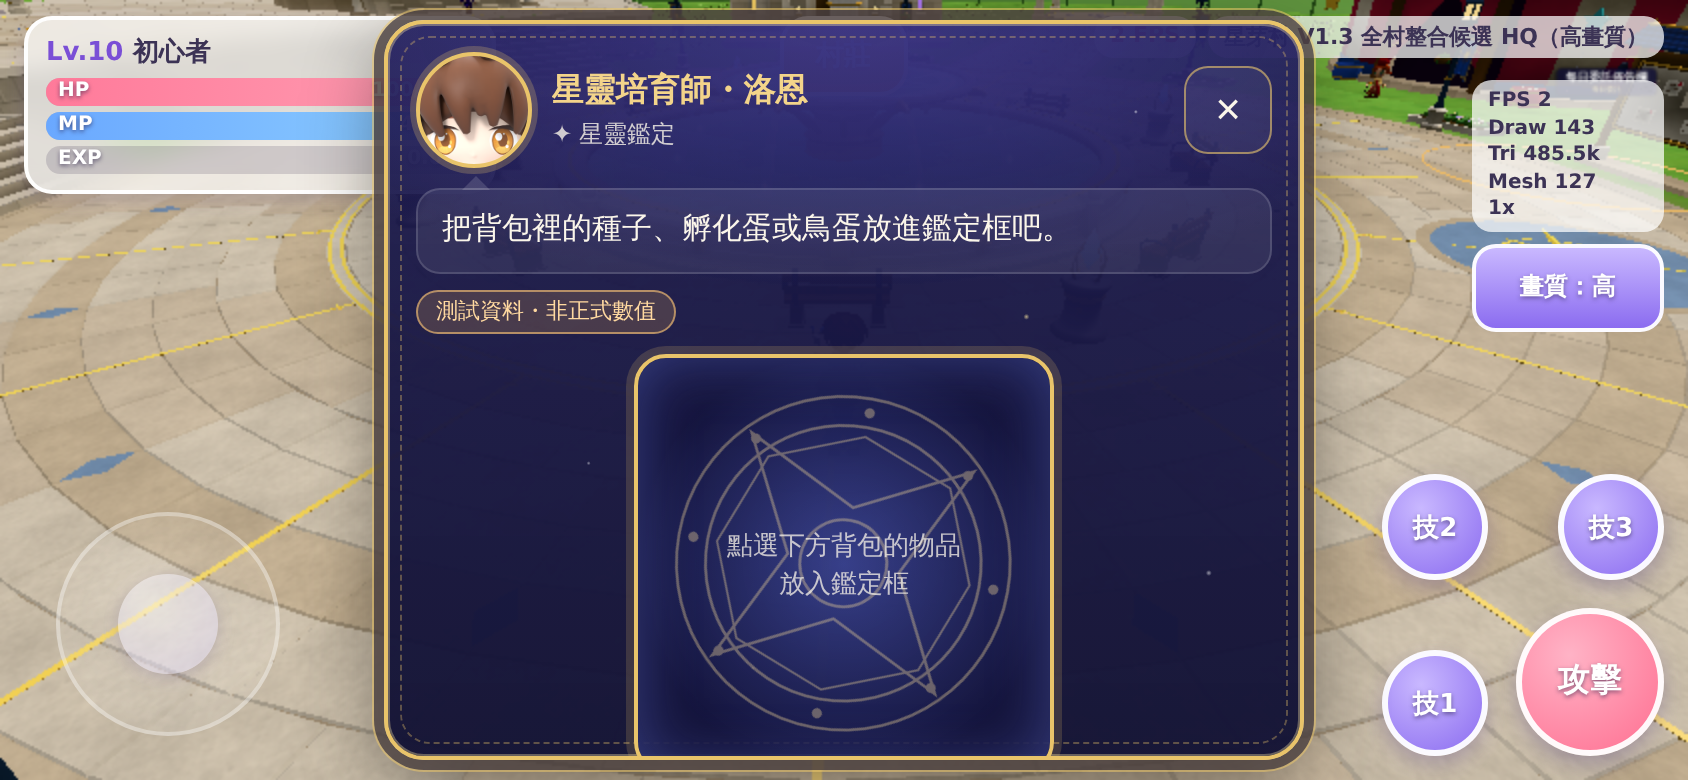 Lv.10 初心者
HP
MP
EXP
星靈培育師・洛恩
✦ 星靈鑑定
×
把背包裡的種子、孵化蛋或鳥蛋放進鑑定框吧。
測試資料・非正式數值
點選下方背包的物品
放入鑑定框
V1.3 全村整合候選 HQ（高畫質）
FPS 2
Draw 143
Tri 485.5k
Mesh 127
1x
畫質：高
技2
技3
技1
攻擊